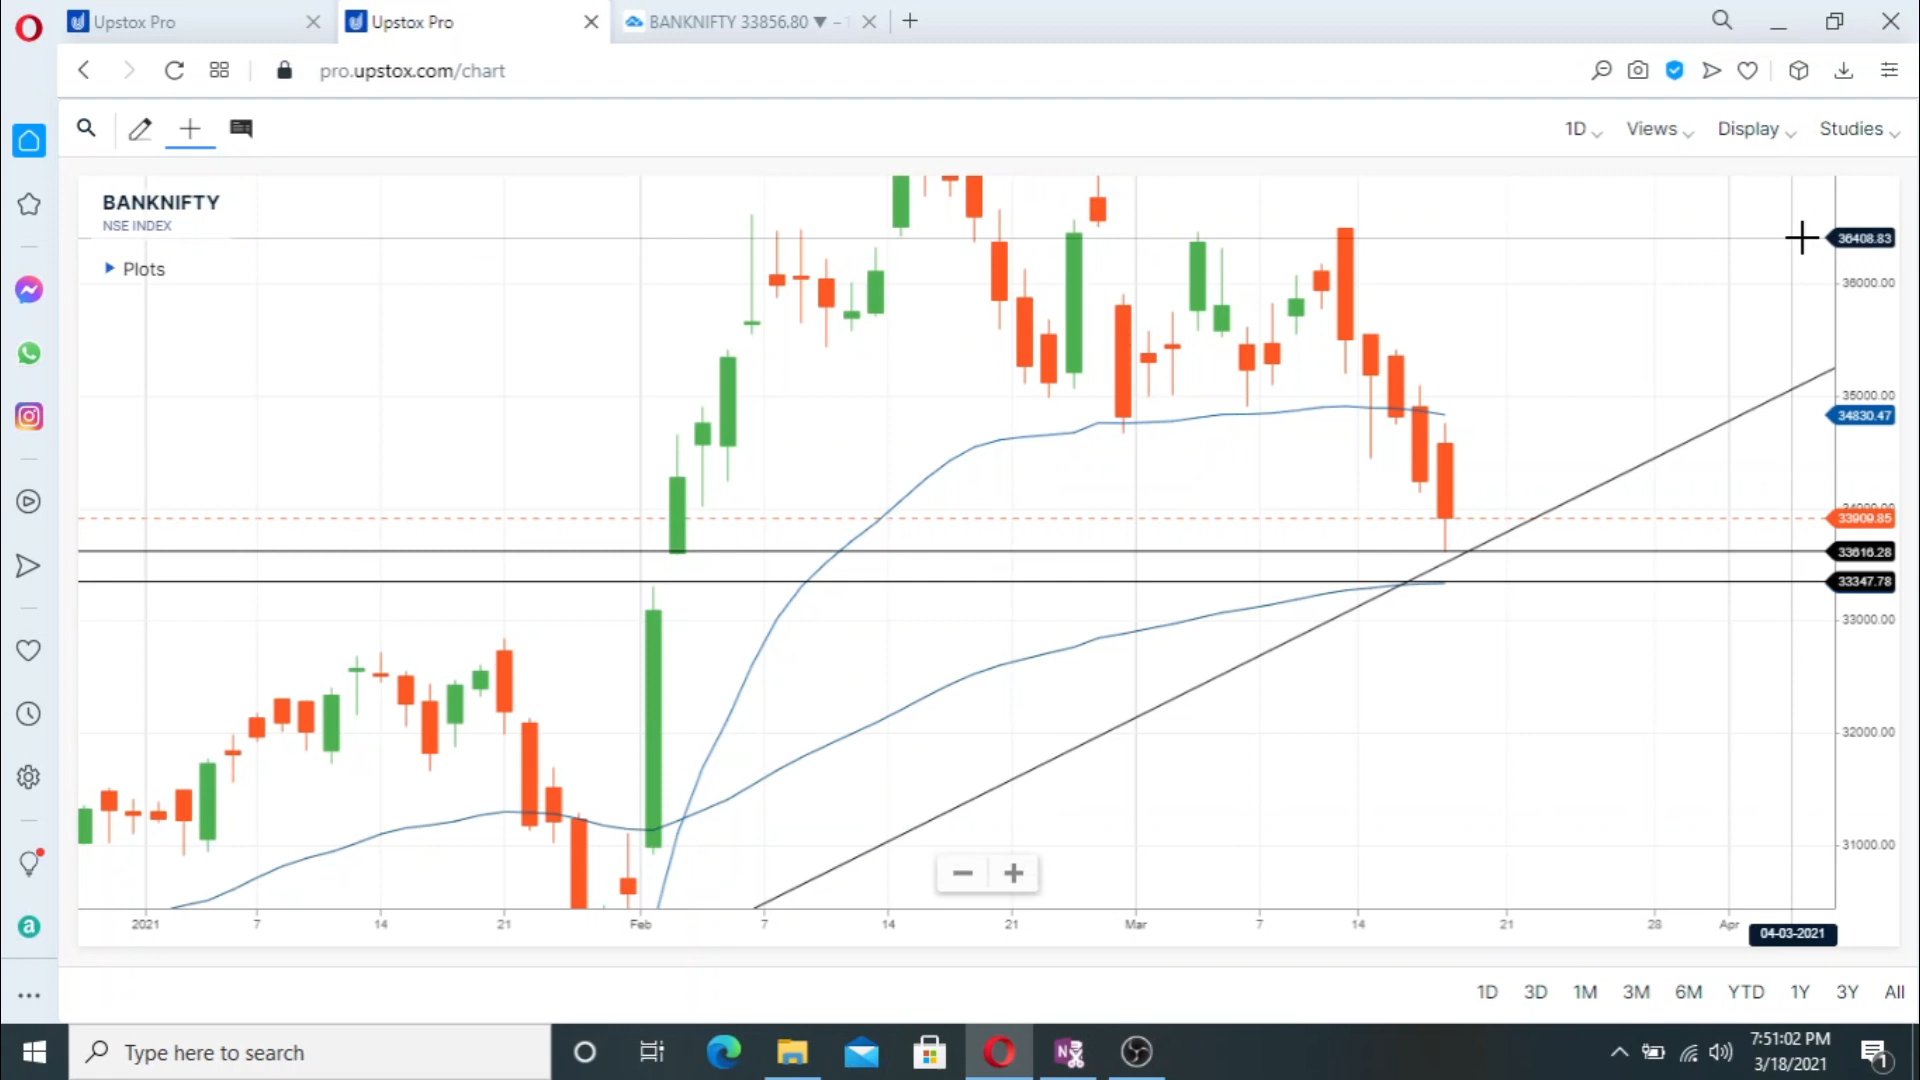 Upstox Pro
Upstox Pro
BANKNIFTY 33856.80 ▼ –
pro.upstox.com/chart
1D
Views
Display
Studies
BANKNIFTY
NSE INDEX
Plots
36408.83
36000.00
35000.00
34830.47
34000.00
33909.85
33616.28
33347.78
33000.00
32000.00
31000.00
2021
7
14
21
Feb
7
14
21
Mar
7
14
21
28
Apr
04-03-2021
1D
3D
1M
3M
6M
YTD
1Y
3Y
All
Type here to search
7:51:02 PM
3/18/2021
1